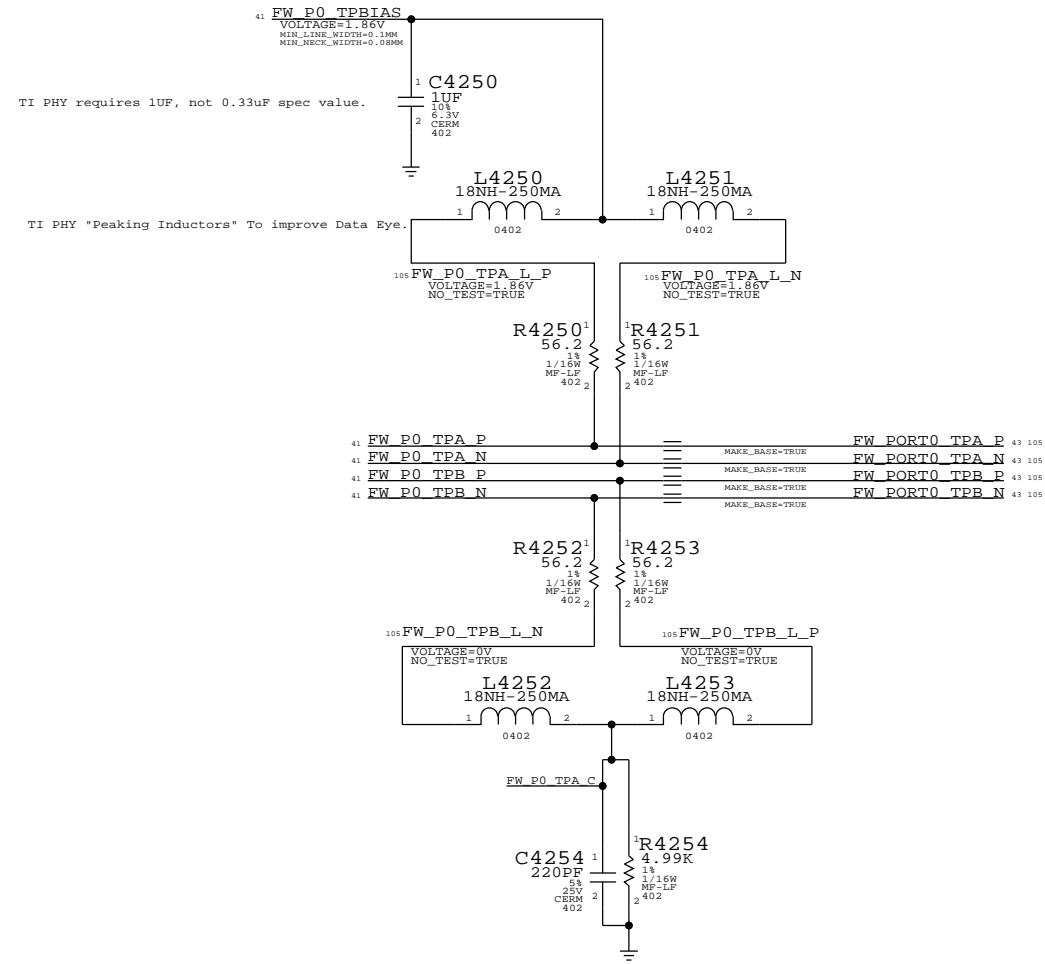 41 FW_P0_TPBIAS
VOLTAGE=1.86V
MIN_LINE_WIDTH=0.1MM
MIN_NECK_WIDTH=0.08MM
TI PHY requires 1UF, not 0.33uF spec value.
1 C4250
1UF
10%
6.3V
2 CERM
402
L4250
18NH-250MA
1 2
0402
L4251
18NH-250MA
1 2
0402
TI PHY "Peaking Inductors" To improve Data Eye.
105 FW_P0_TPA_L_P
VOLTAGE=1.86V
NO_TEST=TRUE
105 FW_P0_TPA_L_N
VOLTAGE=1.86V
NO_TEST=TRUE
R4250 1
56.2
1%
1/16W
MF-LF
402 2
1 R4251
56.2
1%
1/16W
MF-LF
2 402
41 FW_P0_TPA_P
MAKE_BASE=TRUE
FW_PORT0_TPA_P 43 105
41 FW_P0_TPA_N
MAKE_BASE=TRUE
FW_PORT0_TPA_N 43 105
41 FW_P0_TPB_P
MAKE_BASE=TRUE
FW_PORT0_TPB_P 43 105
41 FW_P0_TPB_N
MAKE_BASE=TRUE
FW_PORT0_TPB_N 43 105
R4252 1
56.2
1%
1/16W
MF-LF
402 2
1 R4253
56.2
1%
1/16W
MF-LF
2 402
105 FW_P0_TPB_L_N
VOLTAGE=0V
NO_TEST=TRUE
105 FW_P0_TPB_L_P
VOLTAGE=0V
NO_TEST=TRUE
L4252
18NH-250MA
1 2
0402
L4253
18NH-250MA
1 2
0402
FW_P0_TPA_C
C4254 1
220PF
5%
25V
CERM 2
402
1 R4254
4.99K
1%
1/16W
MF-LF
2 402